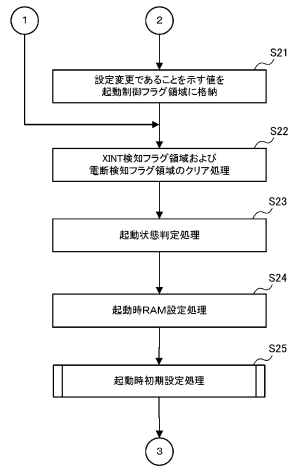 1
2
S21
設定変更であることを示す値を
起動制御フラグ領域に格納
S22
XINT検知フラグ領域および
電断検知フラグ領域のクリア処理
S23
起動状態判定処理
S24
起動時RAM設定処理
S25
起動時初期設定処理
3